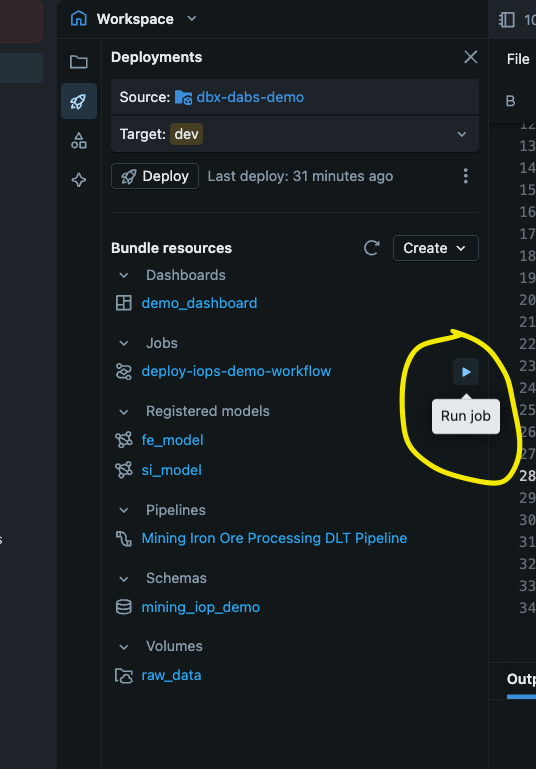 Workspace
Deployments
Source: dbx-dabs-demo
Target: dev
Deploy Last deploy: 31 minutes ago
Bundle resources Create
Dashboards
demo_dashboard
Jobs
deploy-iops-demo-workflow
Run job
Registered models
fe_model
si_model
Pipelines
Mining Iron Ore Processing DLT Pipeline
Schemas
mining_iop_demo
Volumes
raw_data
10
File
B
12
13
14
15
16
17
18
19
20
21
22
23
24
25
26
27
28
29
30
31
32
33
34
Outp
s